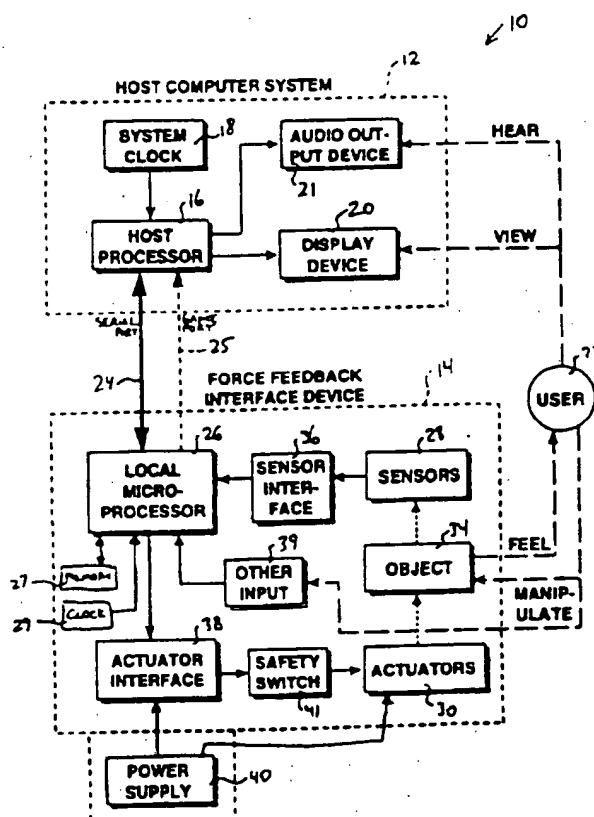 10
HOST COMPUTER SYSTEM
12
SYSTEM
CLOCK
18
AUDIO OUT-
PUT DEVICE
21
HEAR
16
HOST
PROCESSOR
20
DISPLAY
DEVICE
VIEW
SERIAL
PORT
24
25
FORCE FEEDBACK
INTERFACE DEVICE
14
USER
26
LOCAL
MICRO-
PROCESSOR
36
SENSOR
INTER-
FACE
28
SENSORS
34
OBJECT
FEEL
MANIP-
ULATE
39
OTHER
INPUT
27
MEMORY
29
CLOCK
38
ACTUATOR
INTERFACE
SAFETY
SWITCH
41
ACTUATORS
30
POWER
SUPPLY
40